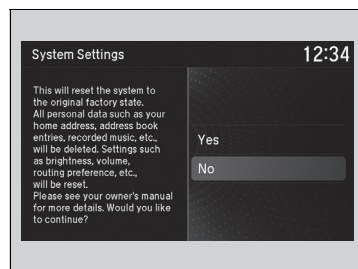 System Settings 12:34
This will reset the system to
the original factory state.
All personal data such as your
home address, address book
entries, recorded music, etc.,
will be deleted. Settings such
as brightness, volume,
routing preference, etc.,
will be reset.
Please see your owner's manual
for more details. Would you like
to continue?
Yes
No